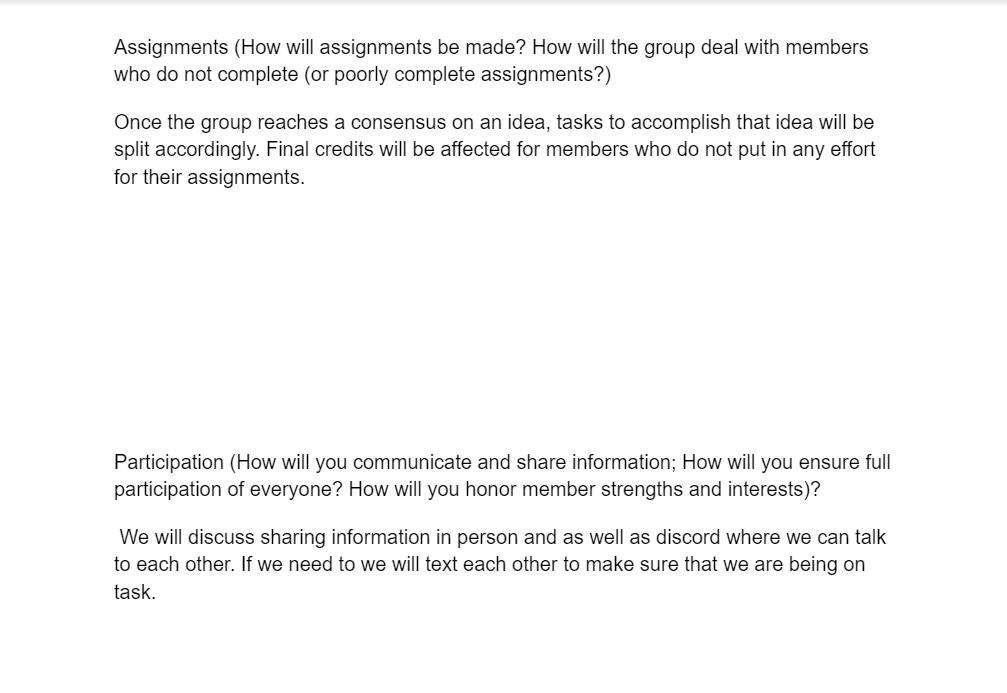 Assignments (How will assignments be made? How will the group deal with members
who do not complete (or poorly complete assignments?)
Once the group reaches a consensus on an idea, tasks to accomplish that idea will be
split accordingly. Final credits will be affected for members who do not put in any effort
for their assignments.
Participation (How will you communicate and share information; How will you ensure full
participation of everyone? How will you honor member strengths and interests)?
We will discuss sharing information in person and as well as discord where we can talk
to each other. If we need to we will text each other to make sure that we are being on
task.